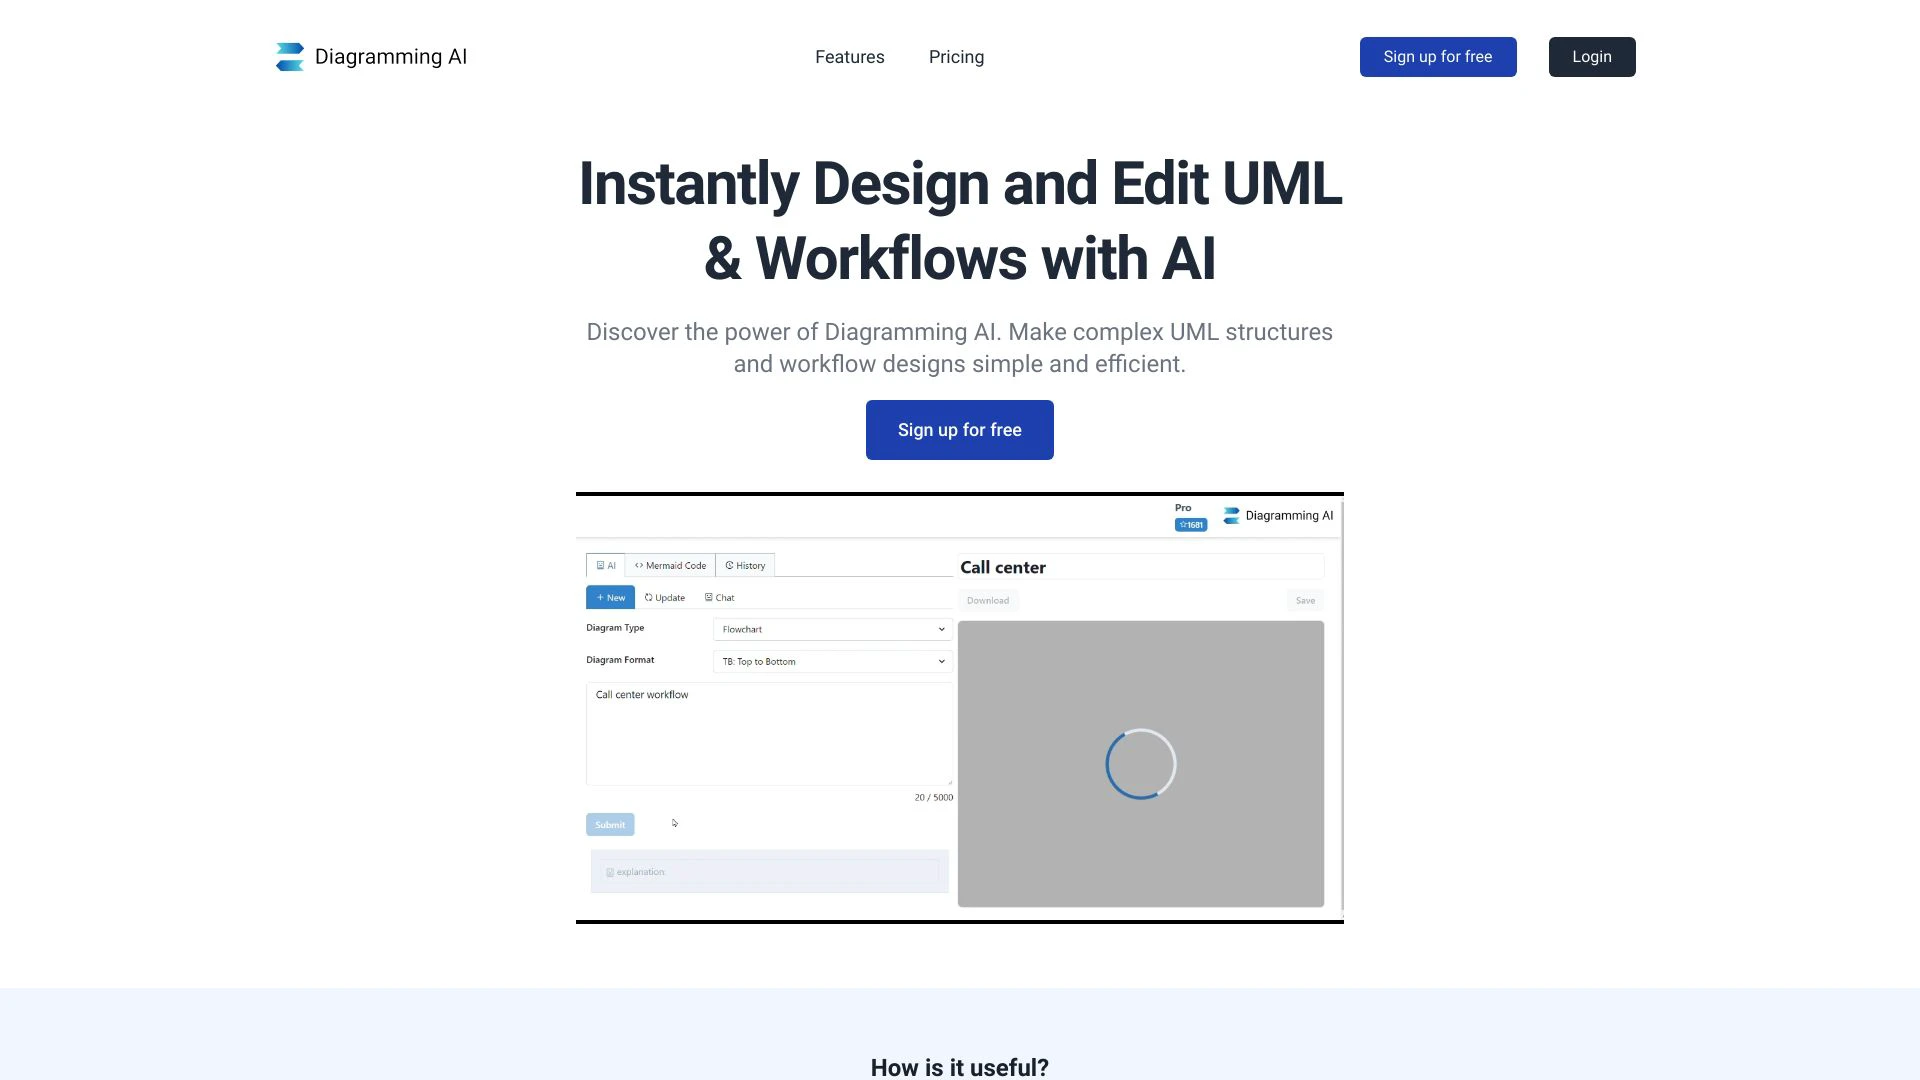 Diagramming AI
Features
Pricing
Sign up for free
Login
Instantly Design and Edit UML
& Workflows with AI
Discover the power of Diagramming AI. Make complex UML structures
and workflow designs simple and efficient.
Sign up for free
Pro
☆1681
Diagramming AI
AI
<> Mermaid Code
History
Call center
+ New
Update
Chat
Download
Save
Diagram Type
Flowchart
Diagram Format
TB: Top to Bottom
Call center workflow
20 / 5000
Submit
explanation:
How is it useful?